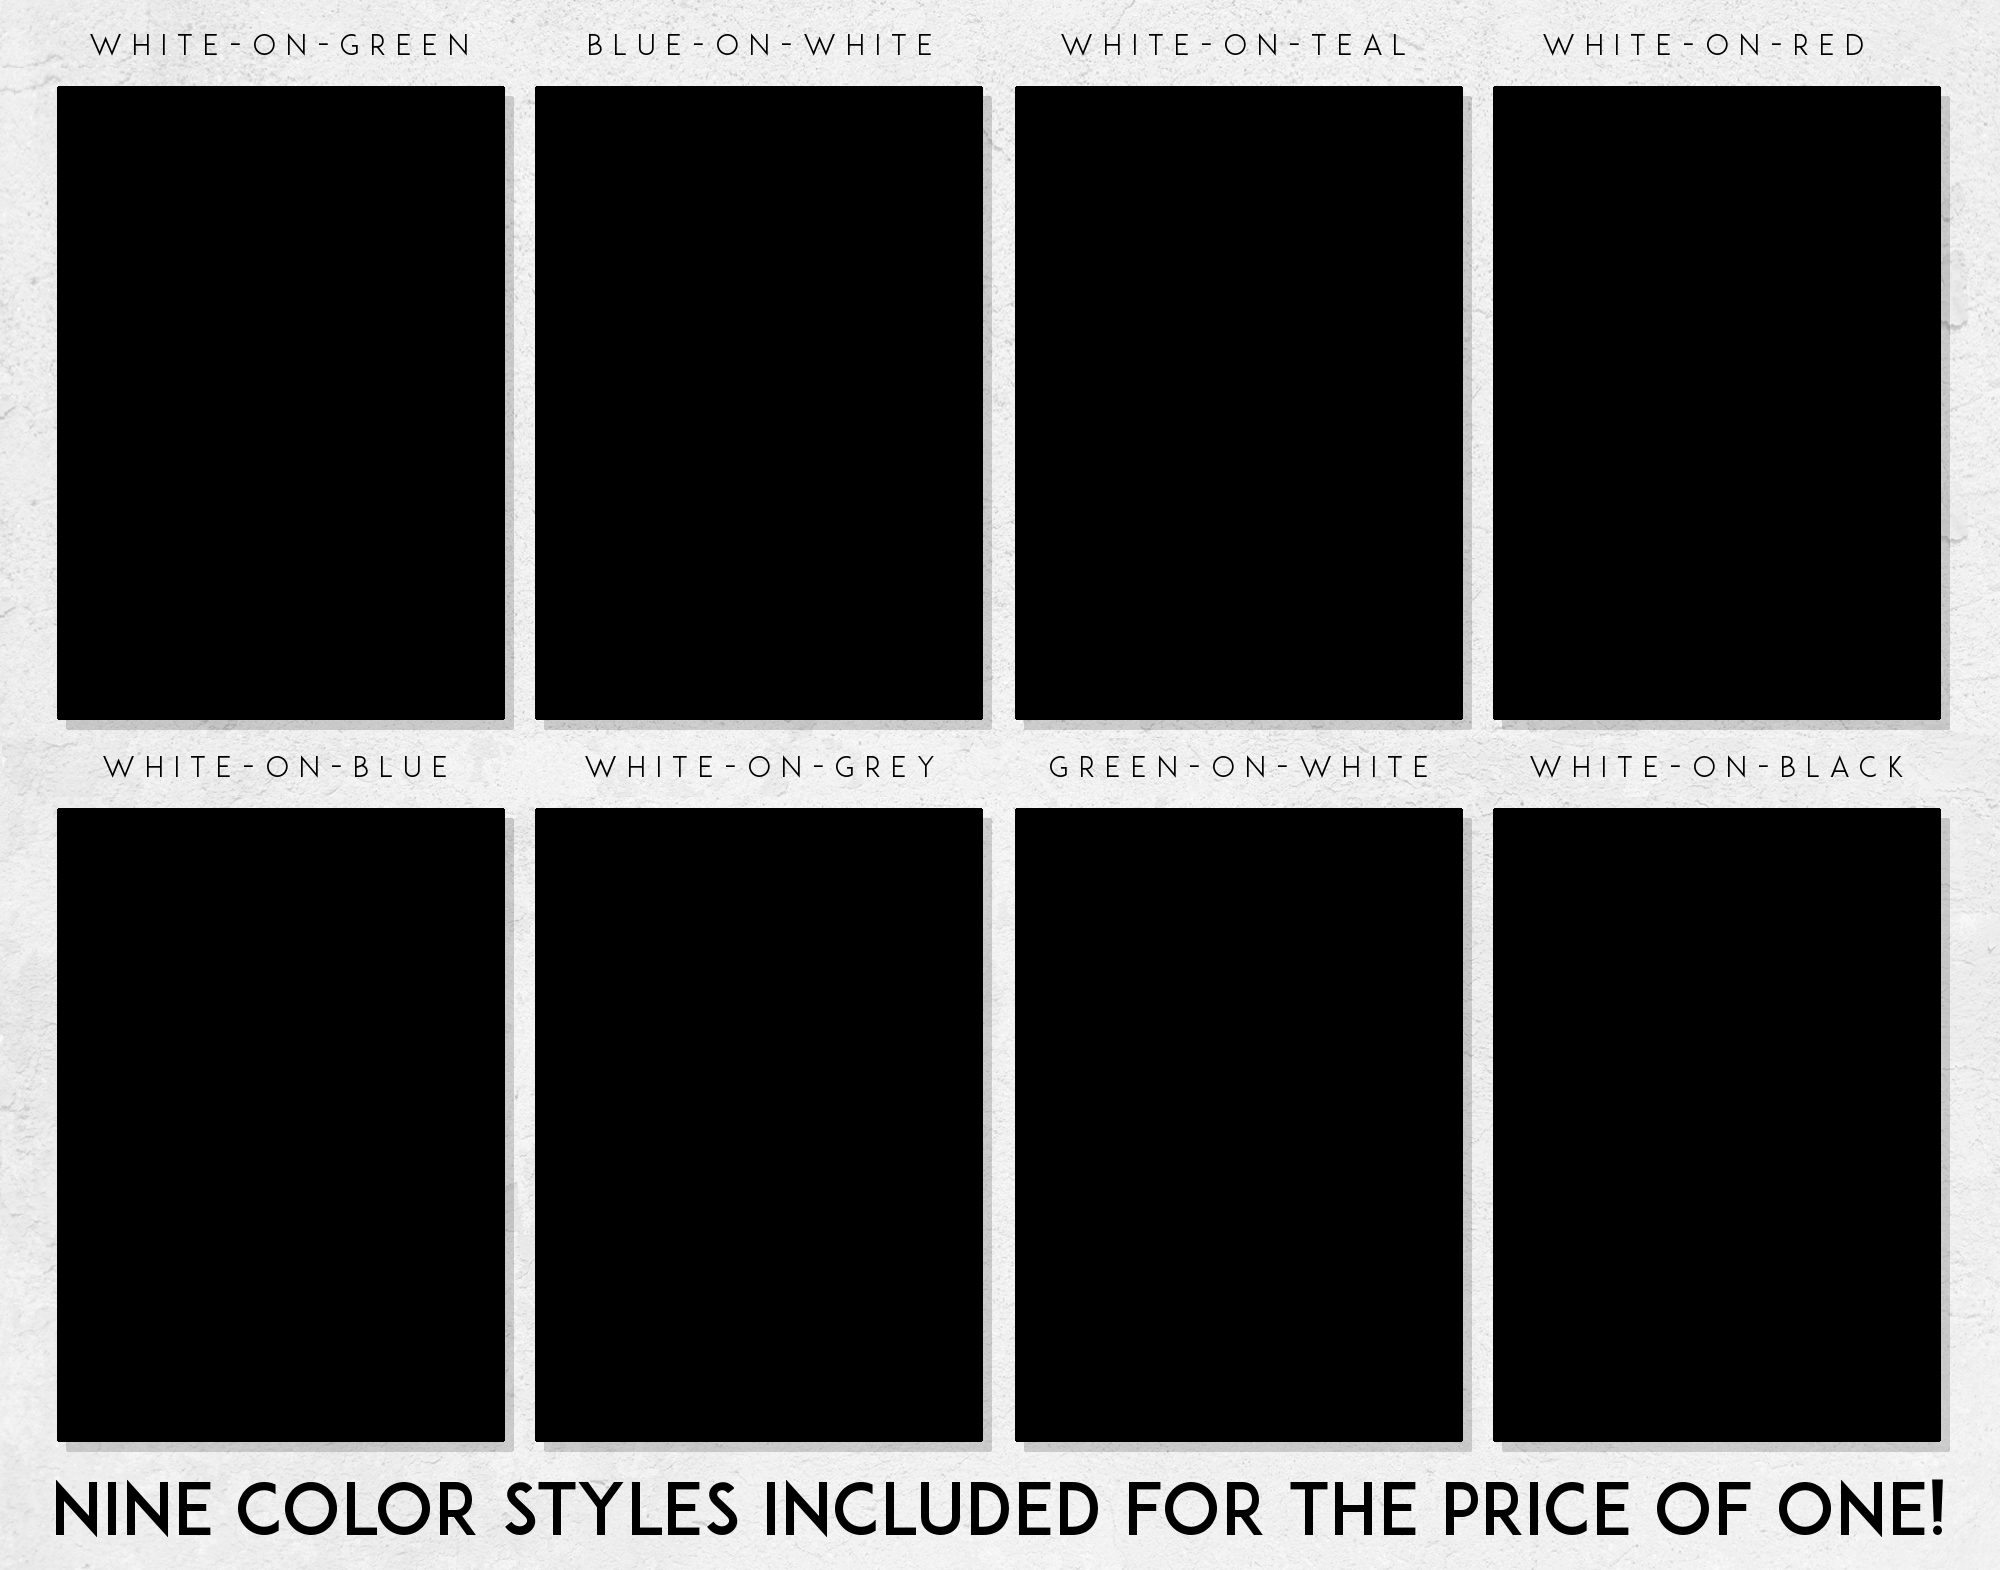 WHITE-ON-GREEN
BLUE-ON-WHITE
WHITE-ON-TEAL
WHITE-ON-RED
WHITE-ON-BLUE
WHITE-ON-GREY
GREEN-ON-WHITE
WHITE-ON-BLACK
NINE COLOR STYLES INCLUDED FOR THE PRICE OF ONE!